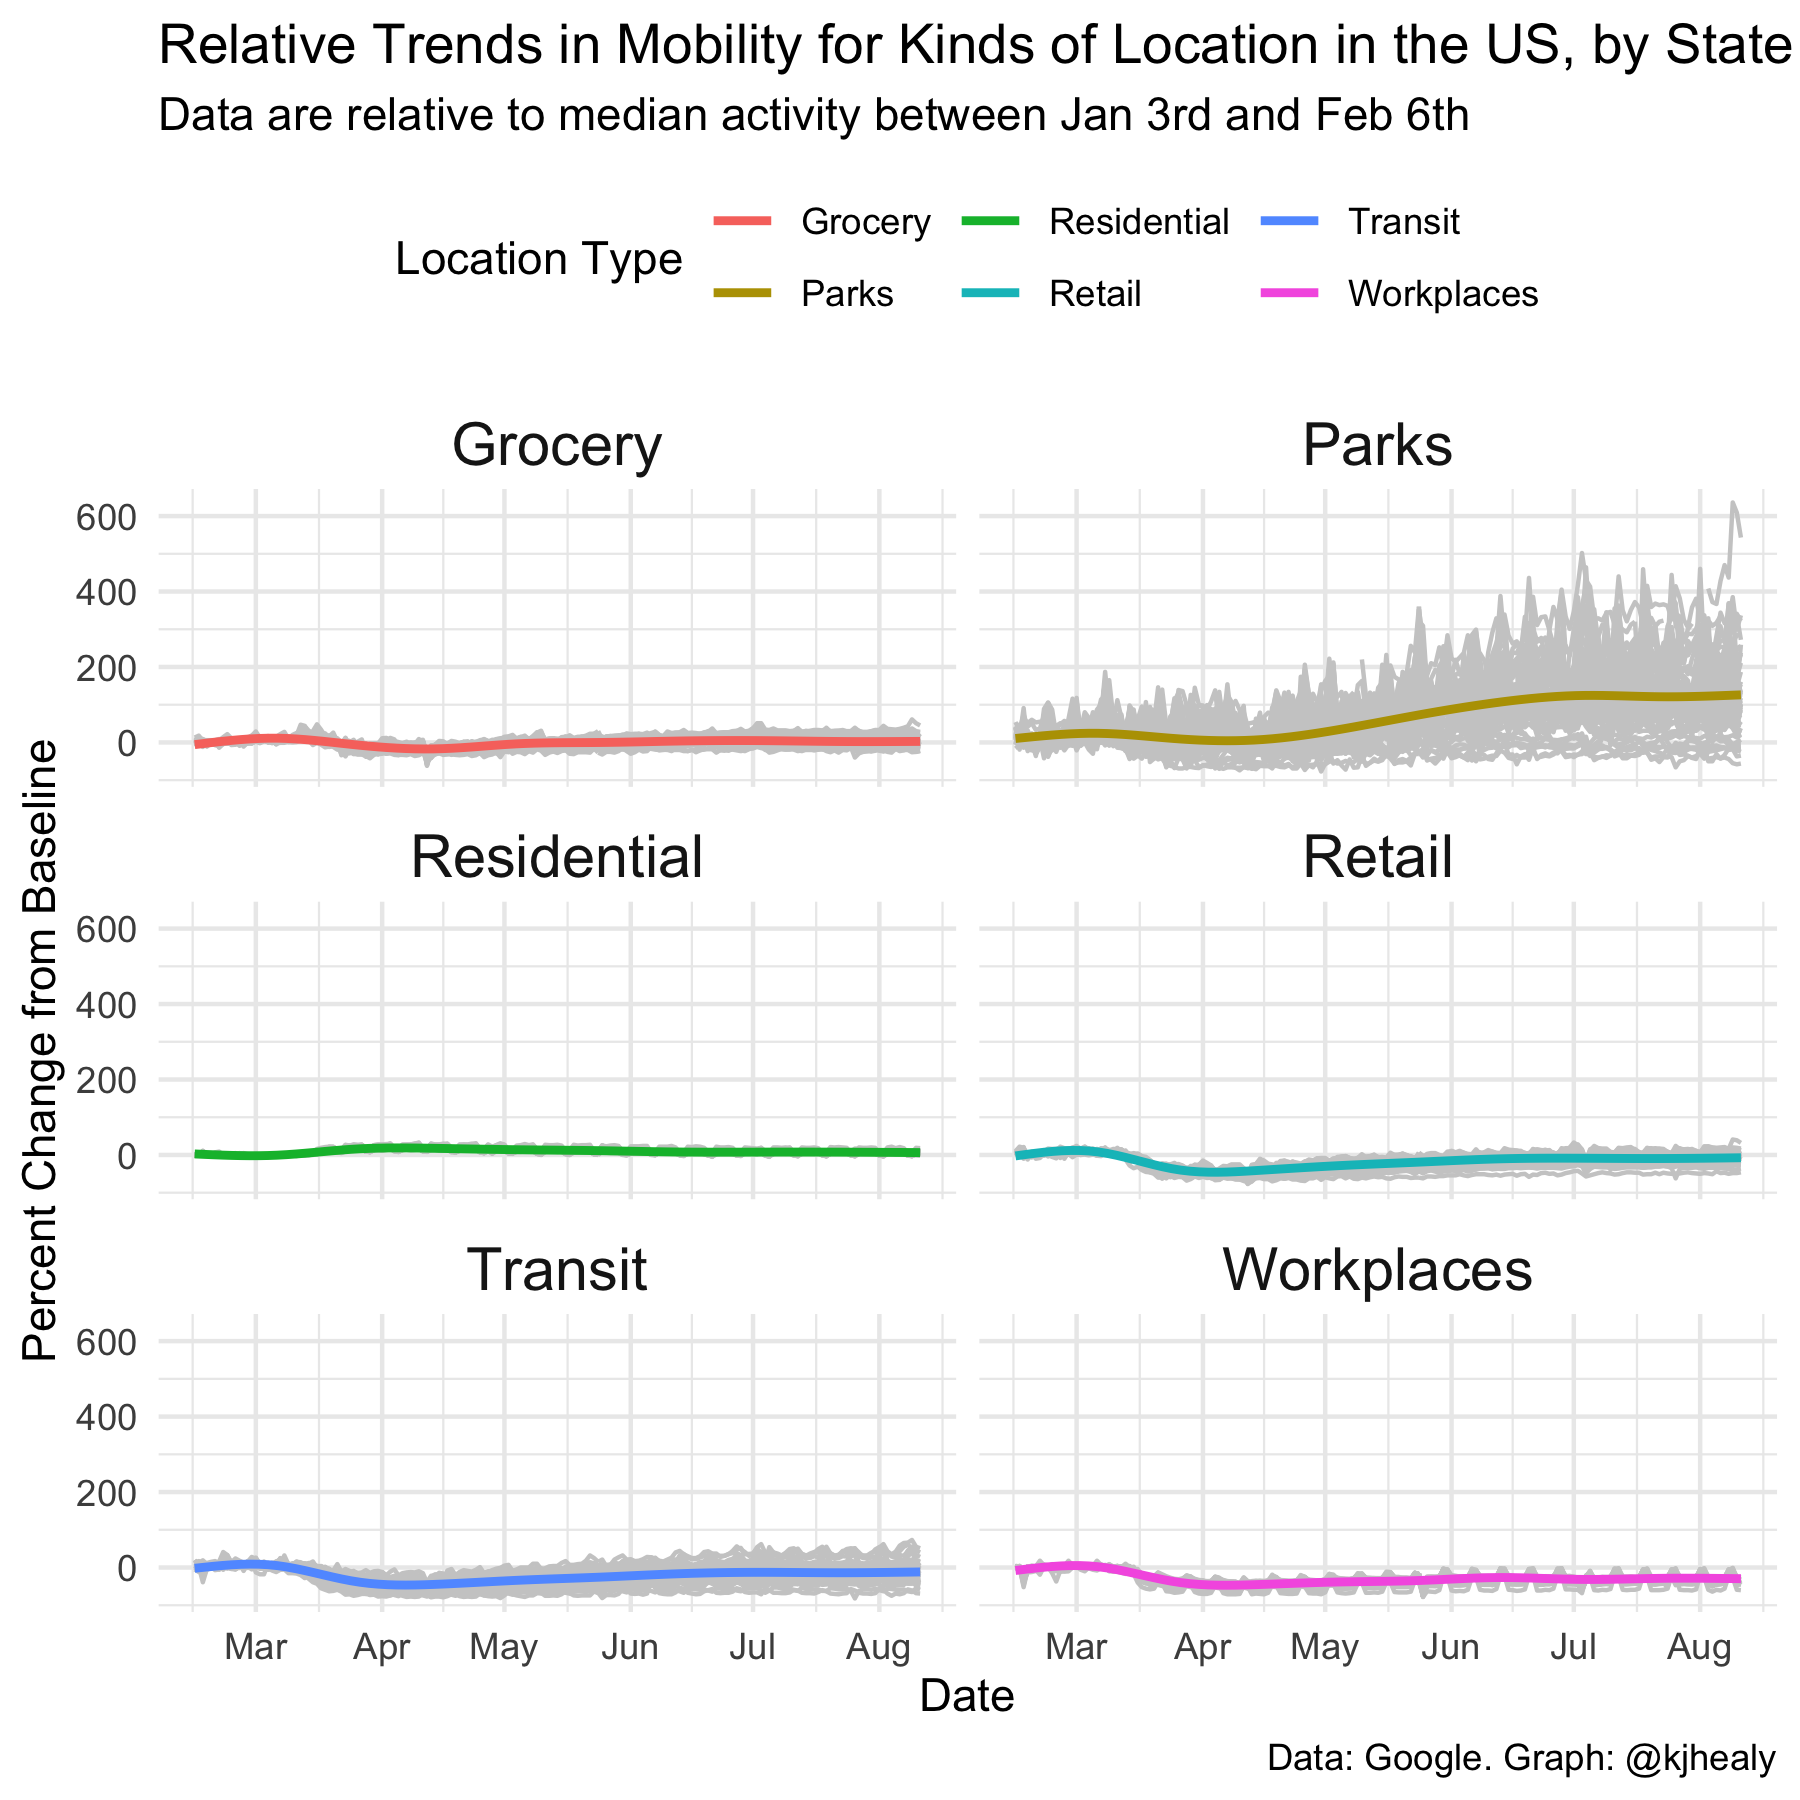 Relative Trends in Mobility for Kinds of Location in the US, by State
Data are relative to median activity between Jan 3rd and Feb 6th
Location Type
Grocery
Residential
Transit
Parks
Retail
Workplaces
Percent Change from Baseline
Grocery
Parks
600
400
200
0
Residential
Retail
600
400
200
0
Transit
Workplaces
600
400
200
0
Mar Apr May Jun Jul Aug
Mar Apr May Jun Jul Aug
Date
Data: Google. Graph: @kjhealy